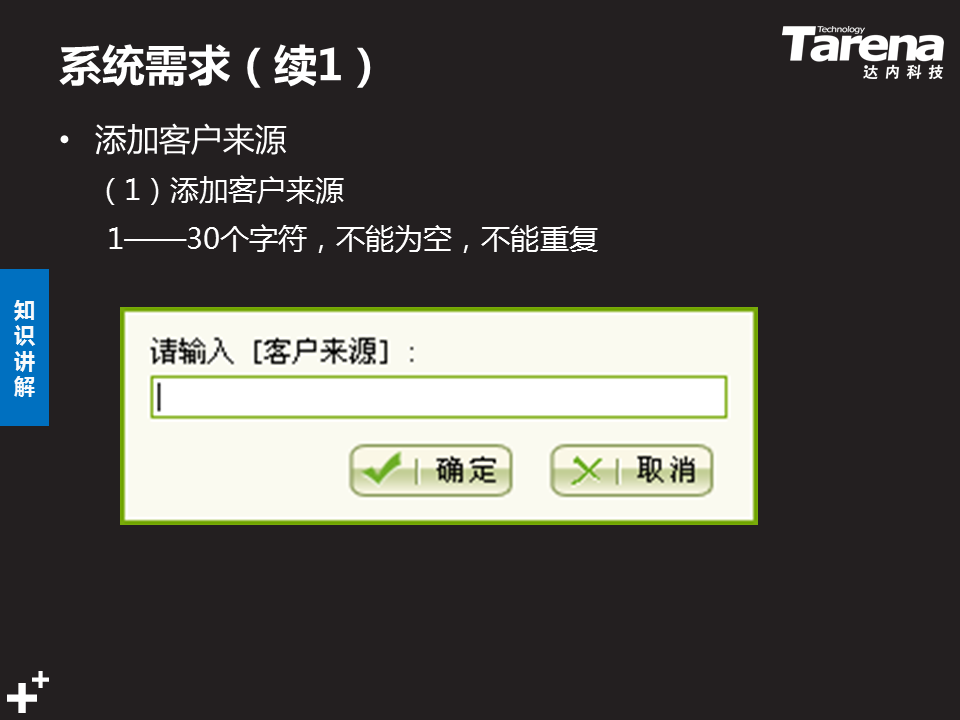 系统需求（续1）
Technology
Tarena
达内科技
• 添加客户来源
（1）添加客户来源
1——30个字符，不能为空，不能重复
知识讲解
请输入 [客户来源] :
确定
取消